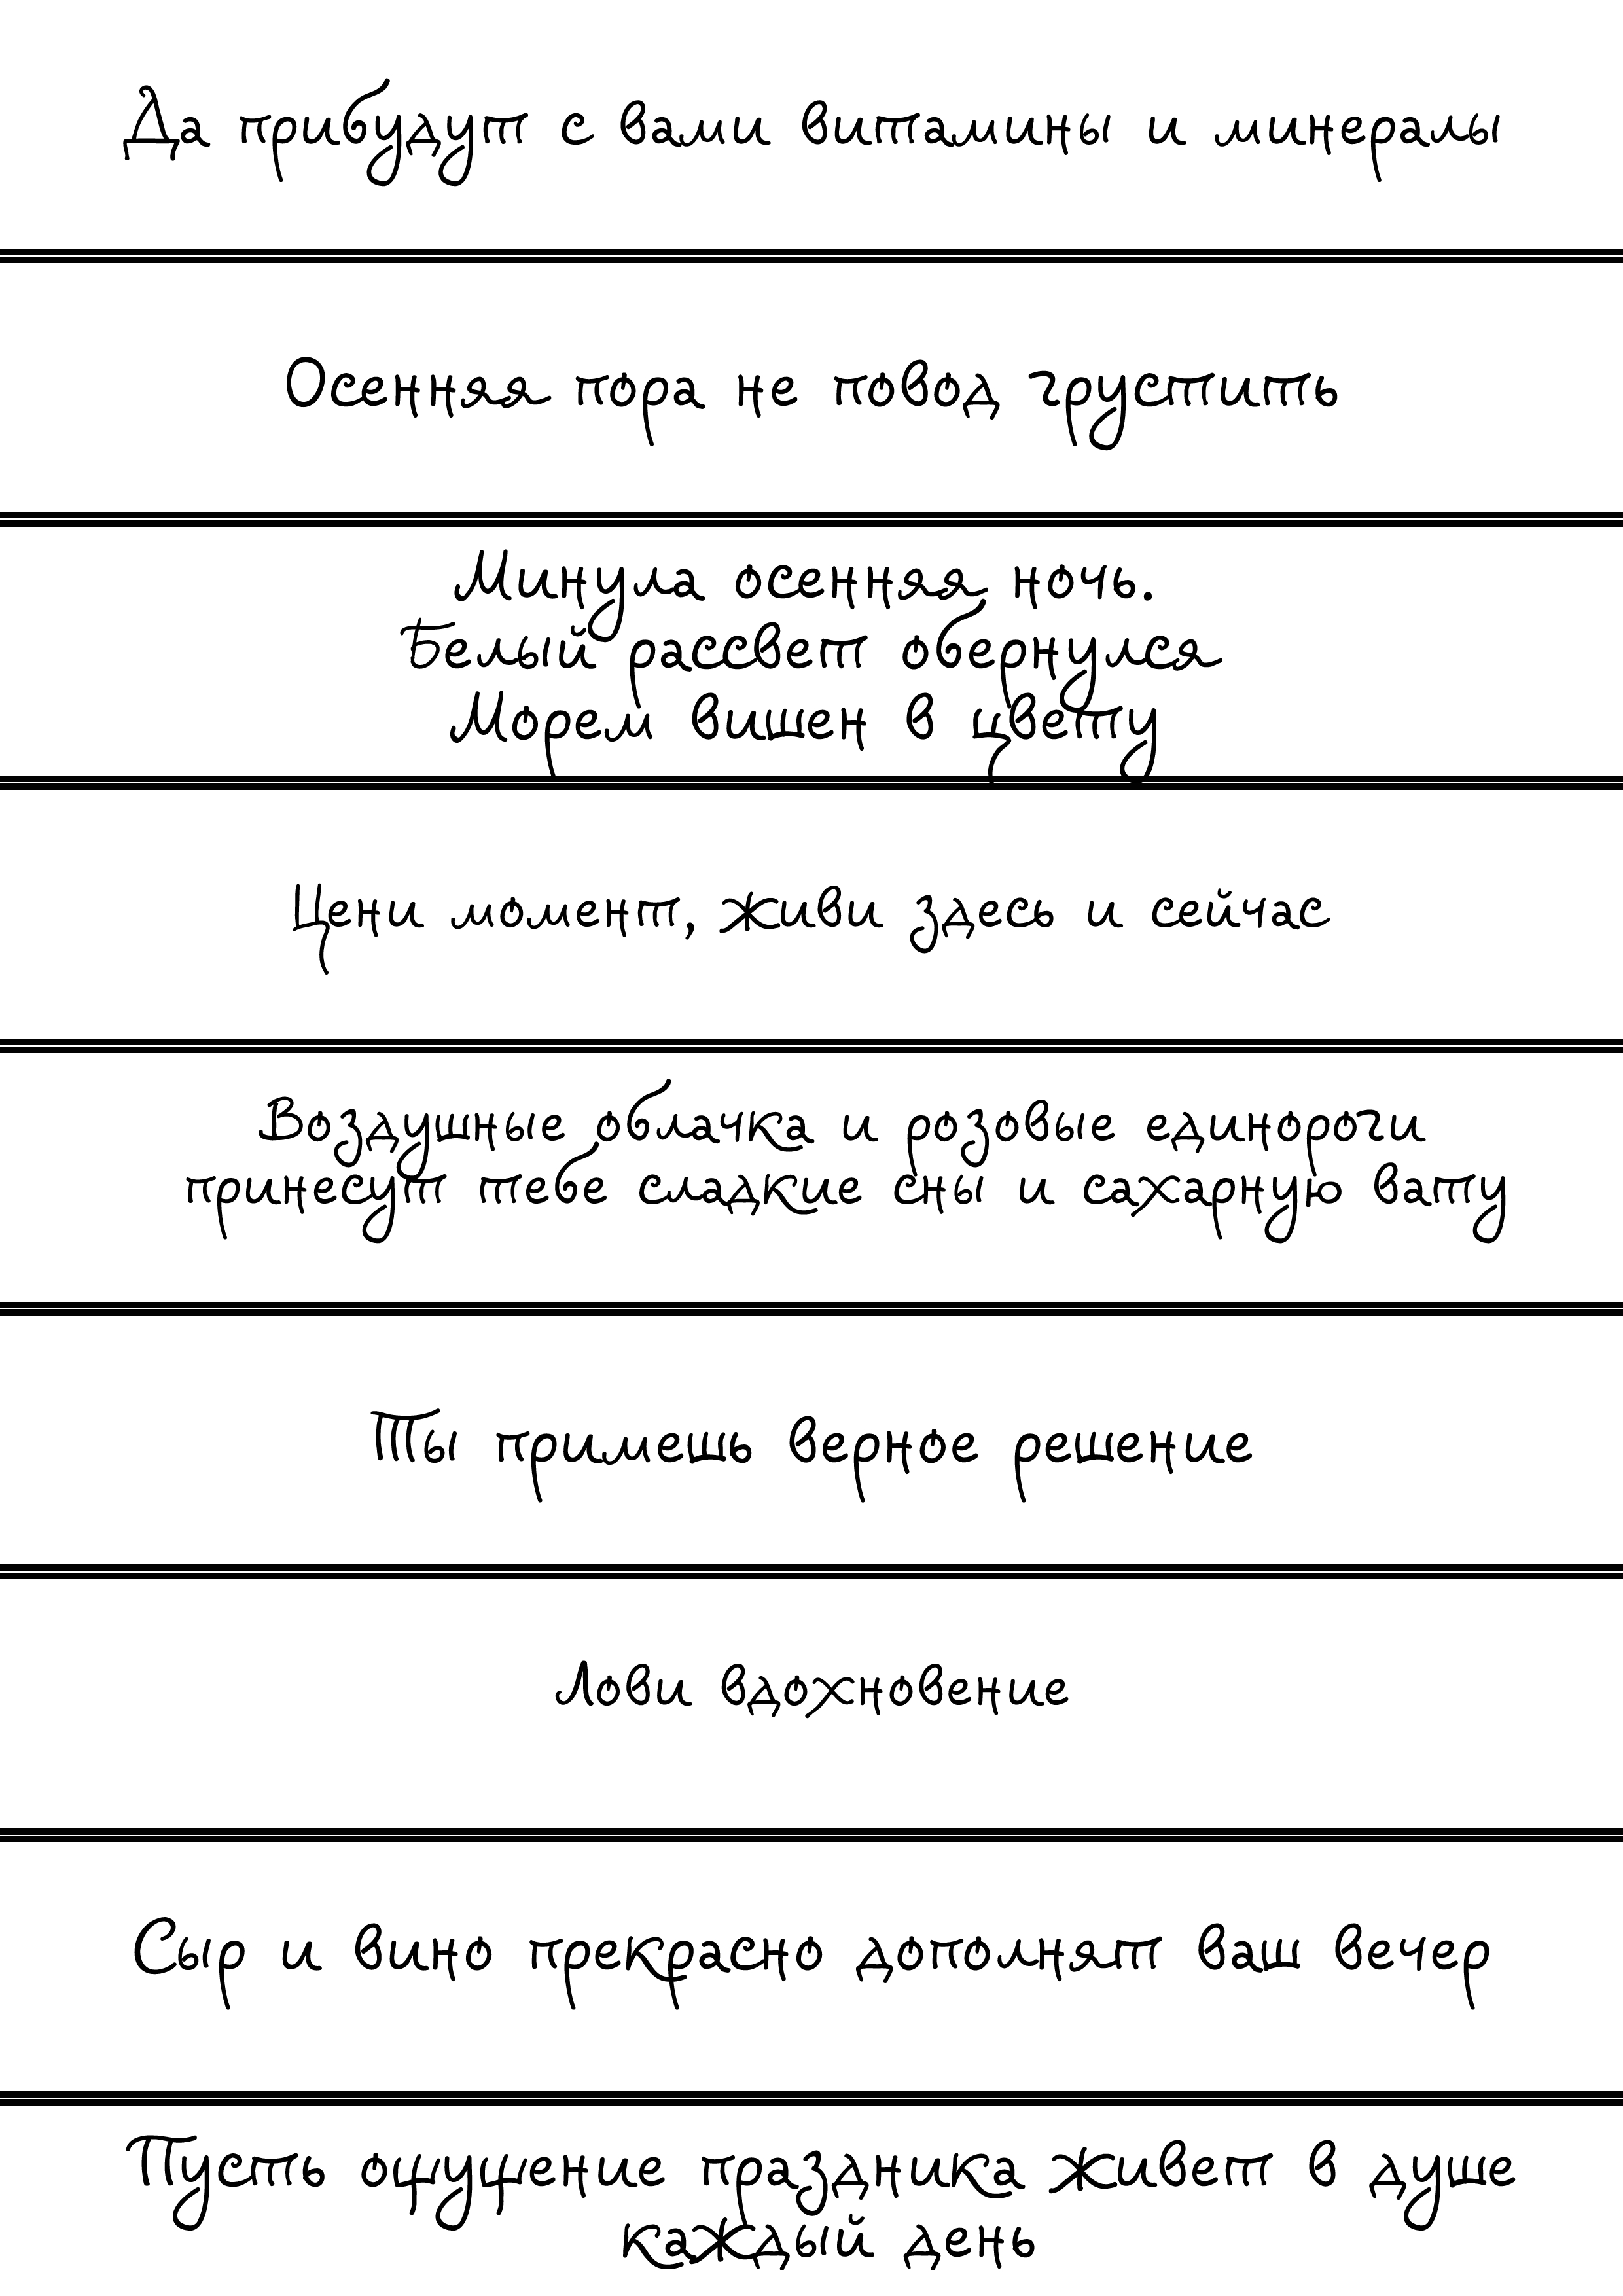 Да прибудут с вами витамины и минералы
Осенняя пора не повод грустить
Минула осенняя ночь.
Белый рассвет обернулся
Морем вишен в цвету
Цени момент, живи здесь и сейчас
Воздушные облачка и розовые единороги
принесут тебе сладкие сны и сахарную вату
Ты примешь верное решение
Лови вдохновение
Сыр и вино прекрасно дополнят ваш вечер
Пусть ощущение праздника живет в душе
каждый день